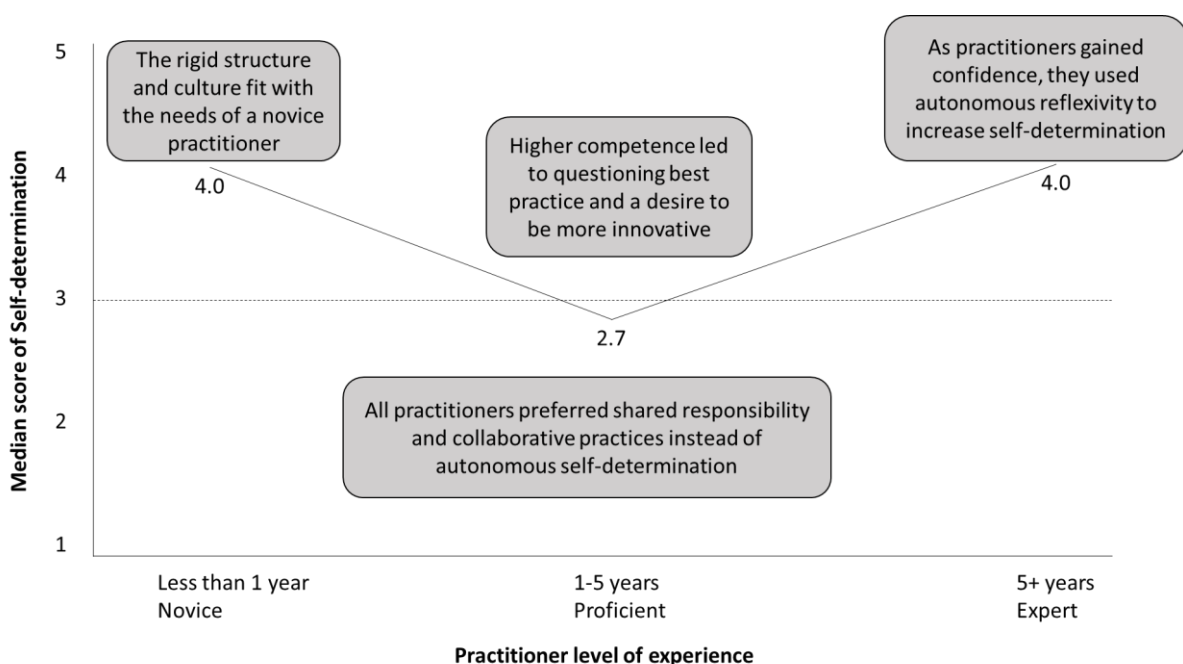 5
4
3
2
1
Median score of Self-determination
The rigid structure
and culture fit with
the needs of a novice
practitioner
4.0
Higher competence led
to questioning best
practice and a desire to
be more innovative
2.7
As practitioners gained
confidence, they used
autonomous reflexivity to
increase self-determination
4.0
All practitioners preferred shared responsibility
and collaborative practices instead of
autonomous self-determination
Less than 1 year
Novice
1-5 years
Proficient
5+ years
Expert
Practitioner level of experience